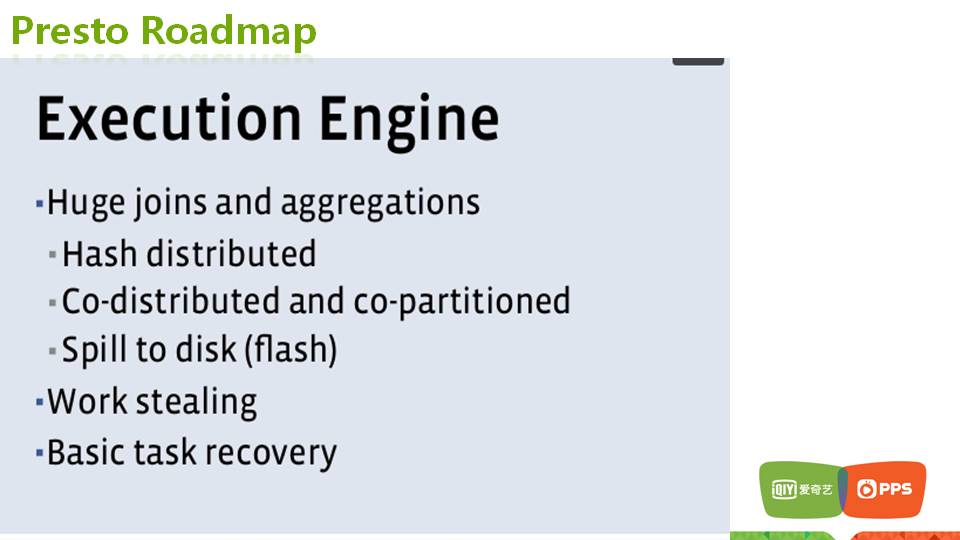 Presto Roadmap
Execution Engine
▪Huge joins and aggregations
▪Hash distributed
▪Co-distributed and co-partitioned
▪Spill to disk (flash)
▪Work stealing
▪Basic task recovery
iQIYI 爱奇艺
PPS